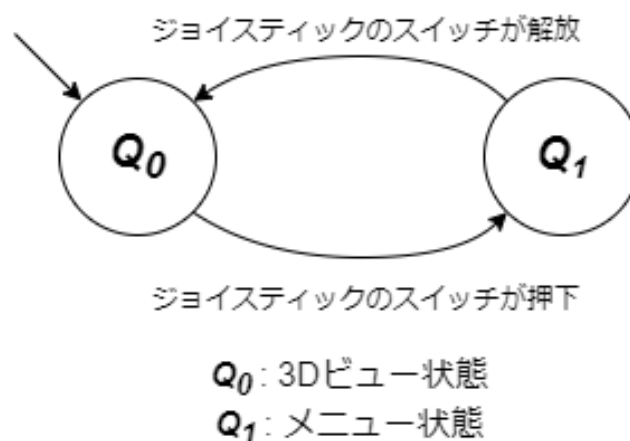 ジョイスティックのスイッチが解放
Q0
Q1
ジョイスティックのスイッチが押下
Q0 : 3Dビュー状態
Q1 : メニュー状態